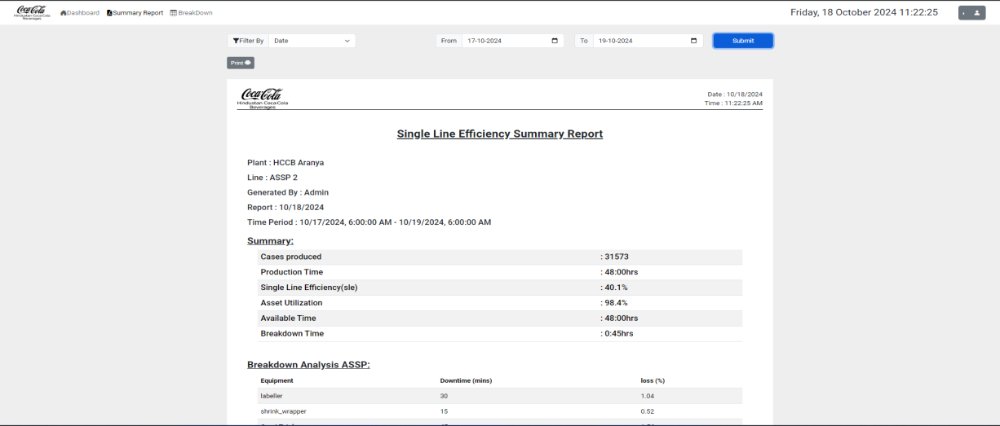 Coca-Cola
Hindustan Coca-Cola
Beverages
Dashboard Summary Report BreakDown
Friday, 18 October 2024 11:22:25
Filter By Date From 17-10-2024 To 19-10-2024 Submit
Print
Coca-Cola
Hindustan Coca-Cola
Beverages
Date : 10/18/2024
Time : 11:22:25 AM
Single Line Efficiency Summary Report
Plant : HCCB Aranya
Line : ASSP 2
Generated By : Admin
Report : 10/18/2024
Time Period : 10/17/2024, 6:00:00 AM - 10/19/2024, 6:00:00 AM
Summary:
Cases produced : 31573
Production Time : 48:00hrs
Single Line Efficiency(sle) : 40.1%
Asset Utilization : 98.4%
Available Time : 48:00hrs
Breakdown Time : 0:45hrs
Breakdown Analysis ASSP:
Equipment Downtime (mins) loss (%)
labeller 30 1.04
shrink_wrapper 15 0.52